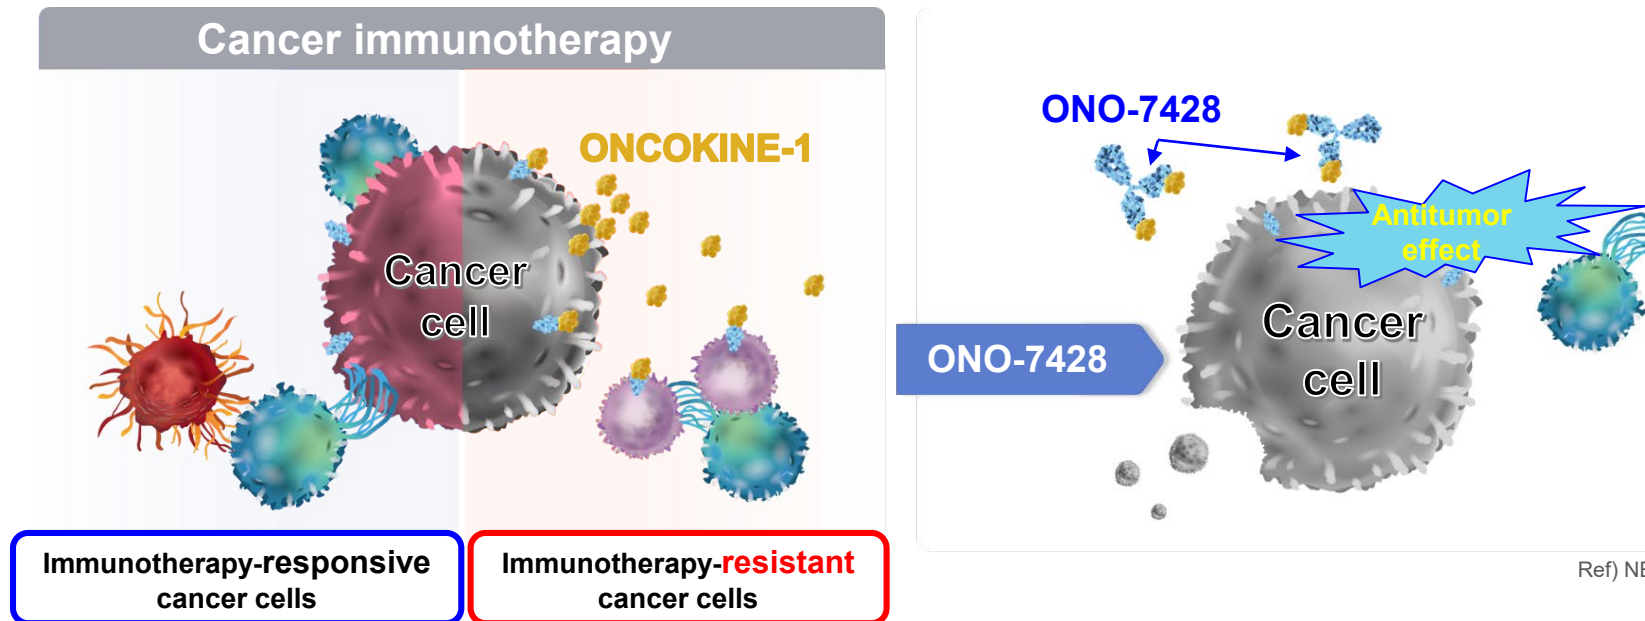 Cancer immunotherapy
ONCOKINE-1
Cancer
cell
Immunotherapy-responsive
cancer cells
Immunotherapy-resistant
cancer cells
ONO-7428
Antitumor
effect
Cancer
cell
ONO-7428
Ref)